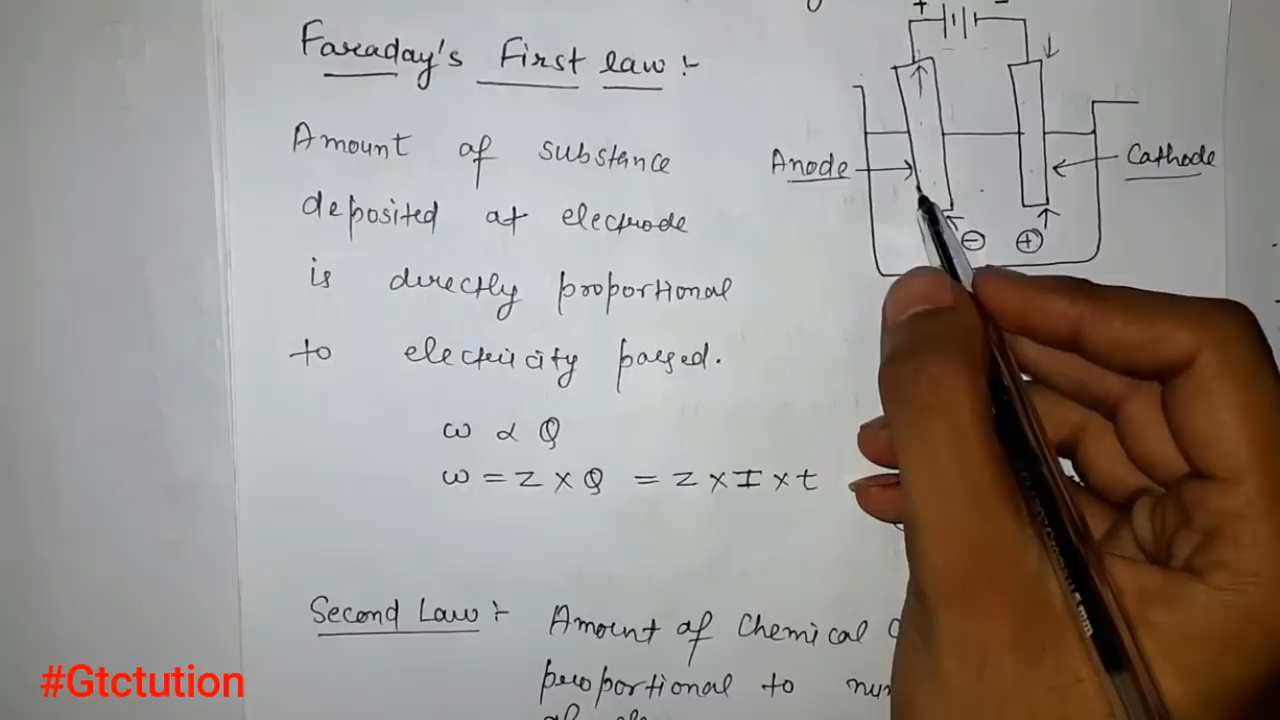 Faraday's First law :-
Amount of substance
deposited at electrode
is directly proportional
to electricity passed.
w ∝ Q
w = Z × Q = Z × I × t
Second Law :- Amount of Chemical
proportional to
+ -
Anode
Cathode
⊖ ⊕
#Gtctution